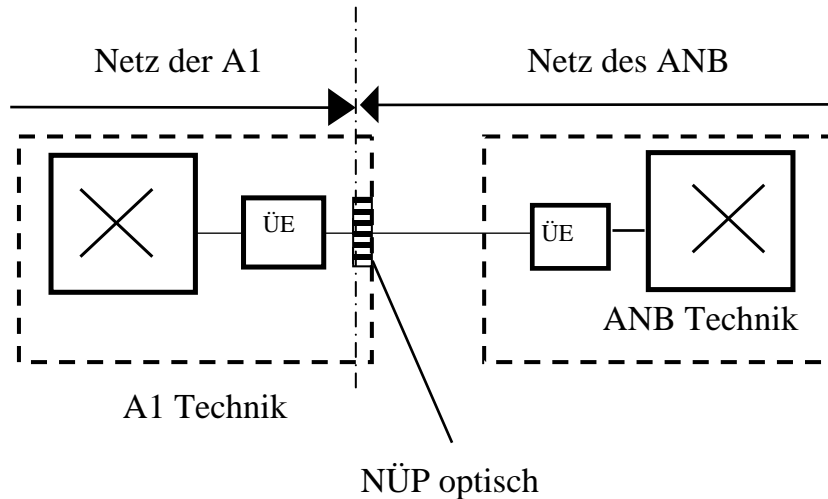 Netz der A1
Netz des ANB
ÜE
ÜE
ANB Technik
A1 Technik
NÜP optisch